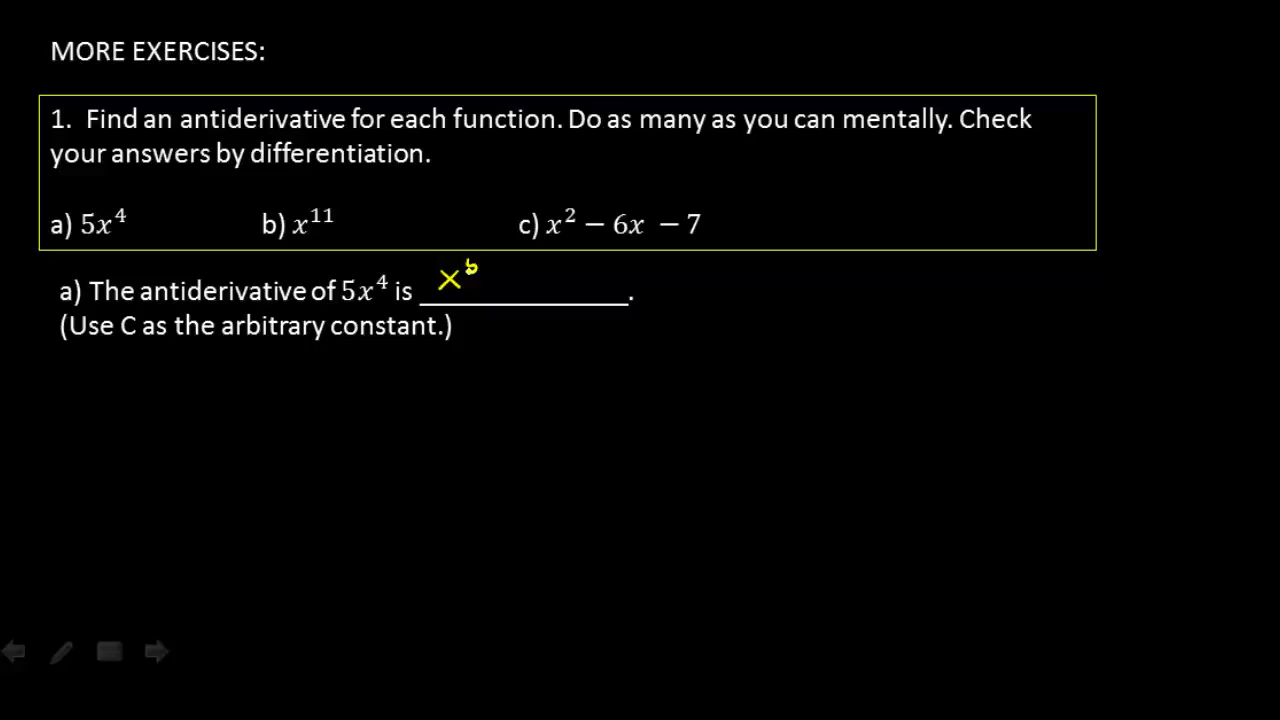 MORE EXERCISES:
1. Find an antiderivative for each function. Do as many as you can mentally. Check
your answers by differentiation.
a) 5x⁴ b) x¹¹ c) x² − 6x − 7
a) The antiderivative of 5x⁴ is x⁵ ______________.
(Use C as the arbitrary constant.)